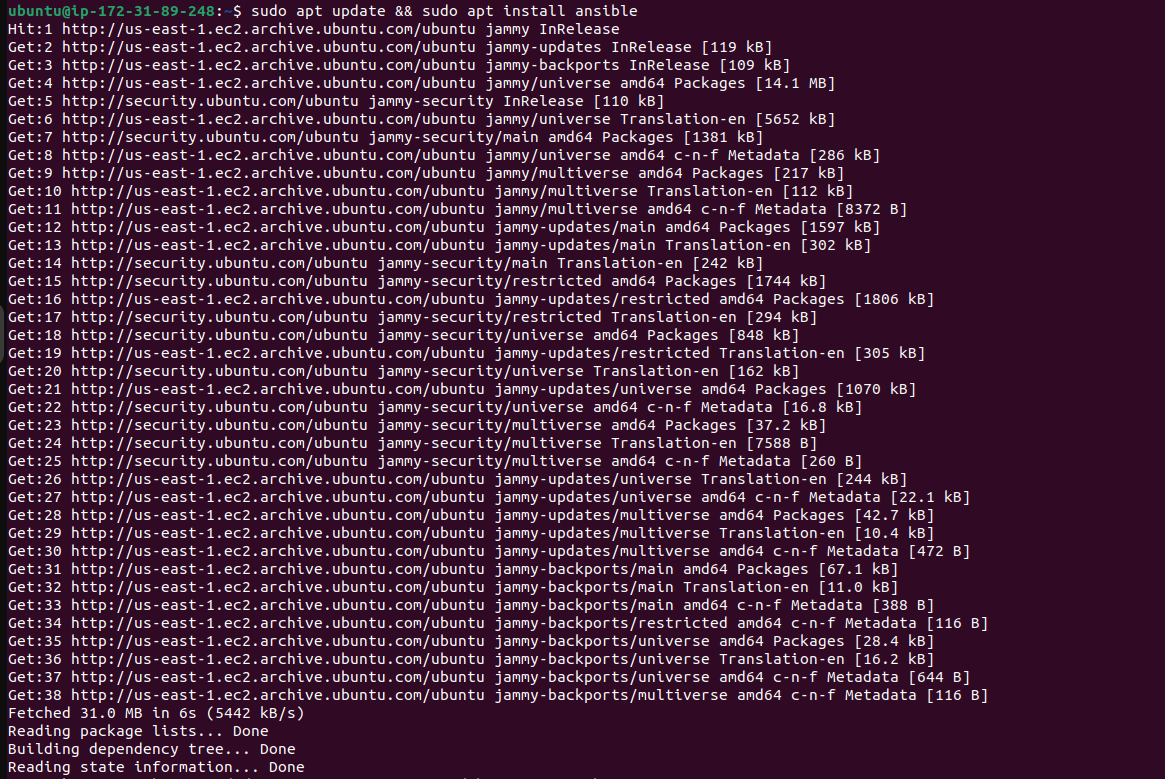 ubuntu@ip-172-31-89-248:~$ sudo apt update && sudo apt install ansible
Hit:1 http://us-east-1.ec2.archive.ubuntu.com/ubuntu jammy InRelease
Get:2 http://us-east-1.ec2.archive.ubuntu.com/ubuntu jammy-updates InRelease [119 kB]
Get:3 http://us-east-1.ec2.archive.ubuntu.com/ubuntu jammy-backports InRelease [109 kB]
Get:4 http://us-east-1.ec2.archive.ubuntu.com/ubuntu jammy/universe amd64 Packages [14.1 MB]
Get:5 http://security.ubuntu.com/ubuntu jammy-security InRelease [110 kB]
Get:6 http://us-east-1.ec2.archive.ubuntu.com/ubuntu jammy/universe Translation-en [5652 kB]
Get:7 http://security.ubuntu.com/ubuntu jammy-security/main amd64 Packages [1381 kB]
Get:8 http://us-east-1.ec2.archive.ubuntu.com/ubuntu jammy/universe amd64 c-n-f Metadata [286 kB]
Get:9 http://us-east-1.ec2.archive.ubuntu.com/ubuntu jammy/multiverse amd64 Packages [217 kB]
Get:10 http://us-east-1.ec2.archive.ubuntu.com/ubuntu jammy/multiverse Translation-en [112 kB]
Get:11 http://us-east-1.ec2.archive.ubuntu.com/ubuntu jammy/multiverse amd64 c-n-f Metadata [8372 B]
Get:12 http://us-east-1.ec2.archive.ubuntu.com/ubuntu jammy-updates/main amd64 Packages [1597 kB]
Get:13 http://us-east-1.ec2.archive.ubuntu.com/ubuntu jammy-updates/main Translation-en [302 kB]
Get:14 http://security.ubuntu.com/ubuntu jammy-security/main Translation-en [242 kB]
Get:15 http://security.ubuntu.com/ubuntu jammy-security/restricted amd64 Packages [1744 kB]
Get:16 http://us-east-1.ec2.archive.ubuntu.com/ubuntu jammy-updates/restricted amd64 Packages [1806 kB]
Get:17 http://security.ubuntu.com/ubuntu jammy-security/restricted Translation-en [294 kB]
Get:18 http://security.ubuntu.com/ubuntu jammy-security/universe amd64 Packages [848 kB]
Get:19 http://us-east-1.ec2.archive.ubuntu.com/ubuntu jammy-updates/restricted Translation-en [305 kB]
Get:20 http://security.ubuntu.com/ubuntu jammy-security/universe Translation-en [162 kB]
Get:21 http://us-east-1.ec2.archive.ubuntu.com/ubuntu jammy-updates/universe amd64 Packages [1070 kB]
Get:22 http://security.ubuntu.com/ubuntu jammy-security/universe amd64 c-n-f Metadata [16.8 kB]
Get:23 http://security.ubuntu.com/ubuntu jammy-security/multiverse amd64 Packages [37.2 kB]
Get:24 http://security.ubuntu.com/ubuntu jammy-security/multiverse Translation-en [7588 B]
Get:25 http://security.ubuntu.com/ubuntu jammy-security/multiverse amd64 c-n-f Metadata [260 B]
Get:26 http://us-east-1.ec2.archive.ubuntu.com/ubuntu jammy-updates/universe Translation-en [244 kB]
Get:27 http://us-east-1.ec2.archive.ubuntu.com/ubuntu jammy-updates/universe amd64 c-n-f Metadata [22.1 kB]
Get:28 http://us-east-1.ec2.archive.ubuntu.com/ubuntu jammy-updates/multiverse amd64 Packages [42.7 kB]
Get:29 http://us-east-1.ec2.archive.ubuntu.com/ubuntu jammy-updates/multiverse Translation-en [10.4 kB]
Get:30 http://us-east-1.ec2.archive.ubuntu.com/ubuntu jammy-updates/multiverse amd64 c-n-f Metadata [472 B]
Get:31 http://us-east-1.ec2.archive.ubuntu.com/ubuntu jammy-backports/main amd64 Packages [67.1 kB]
Get:32 http://us-east-1.ec2.archive.ubuntu.com/ubuntu jammy-backports/main Translation-en [11.0 kB]
Get:33 http://us-east-1.ec2.archive.ubuntu.com/ubuntu jammy-backports/main amd64 c-n-f Metadata [388 B]
Get:34 http://us-east-1.ec2.archive.ubuntu.com/ubuntu jammy-backports/restricted amd64 c-n-f Metadata [116 B]
Get:35 http://us-east-1.ec2.archive.ubuntu.com/ubuntu jammy-backports/universe amd64 Packages [28.4 kB]
Get:36 http://us-east-1.ec2.archive.ubuntu.com/ubuntu jammy-backports/universe Translation-en [16.2 kB]
Get:37 http://us-east-1.ec2.archive.ubuntu.com/ubuntu jammy-backports/universe amd64 c-n-f Metadata [644 B]
Get:38 http://us-east-1.ec2.archive.ubuntu.com/ubuntu jammy-backports/multiverse amd64 c-n-f Metadata [116 B]
Fetched 31.0 MB in 6s (5442 kB/s)
Reading package lists... Done
Building dependency tree... Done
Reading state information... Done